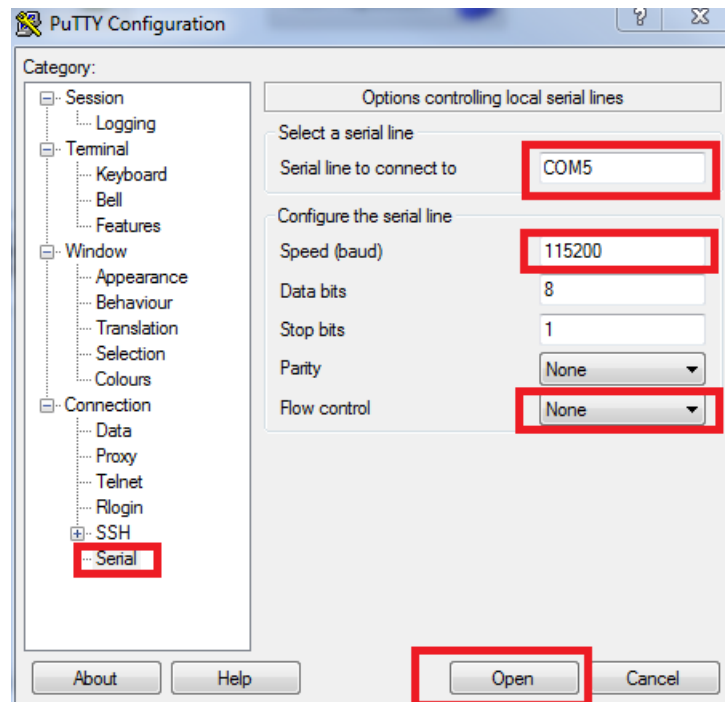 PuTTY Configuration
?
Category:
Session
Logging
Terminal
Keyboard
Bell
Features
Window
Appearance
Behaviour
Translation
Selection
Colours
Connection
Data
Proxy
Telnet
Rlogin
SSH
Serial
Options controlling local serial lines
Select a serial line
Serial line to connect to COM5
Configure the serial line
Speed (baud) 115200
Data bits 8
Stop bits 1
Parity None
Flow control None
About Help Open Cancel